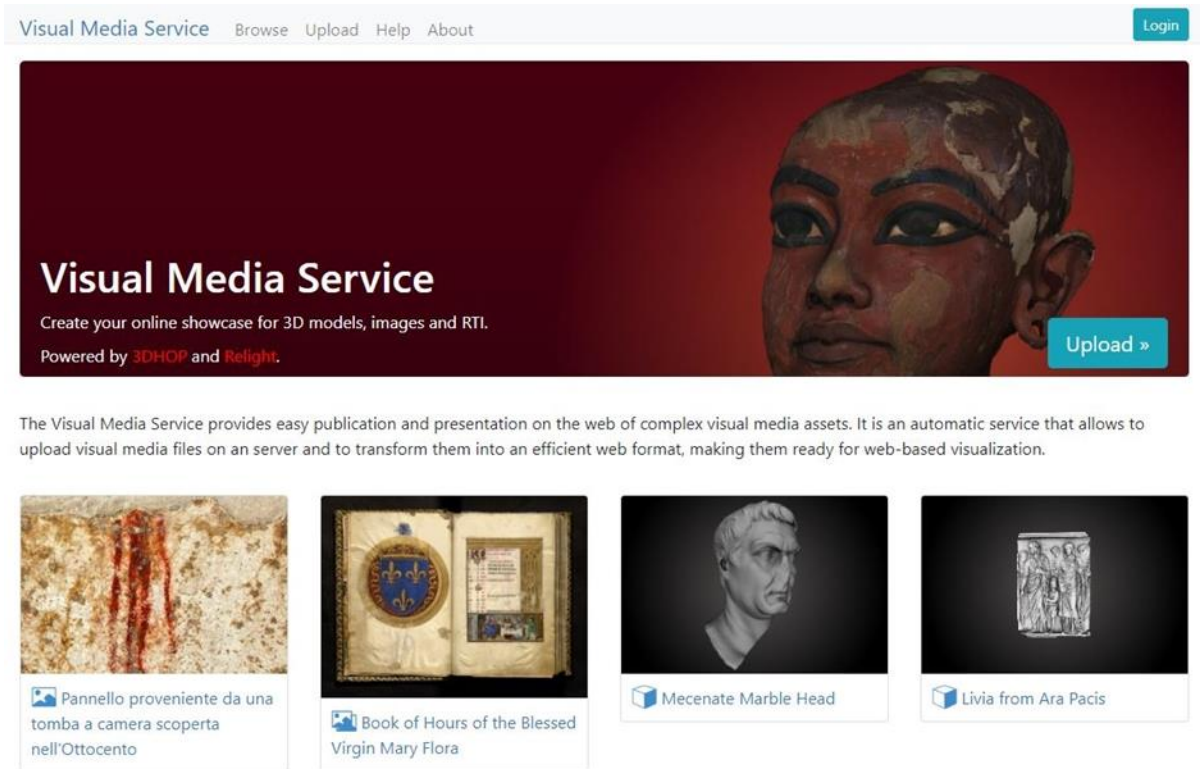 Visual Media Service Browse Upload Help About Login
Visual Media Service
Create your online showcase for 3D models, images and RTI.
Powered by 3DHOP and Relight.
Upload »
The Visual Media Service provides easy publication and presentation on the web of complex visual media assets. It is an automatic service that allows to
upload visual media files on an server and to transform them into an efficient web format, making them ready for web-based visualization.
Pannello proveniente da una
tomba a camera scoperta
nell'Ottocento
Book of Hours of the Blessed
Virgin Mary Flora
Mecenate Marble Head
Livia from Ara Pacis